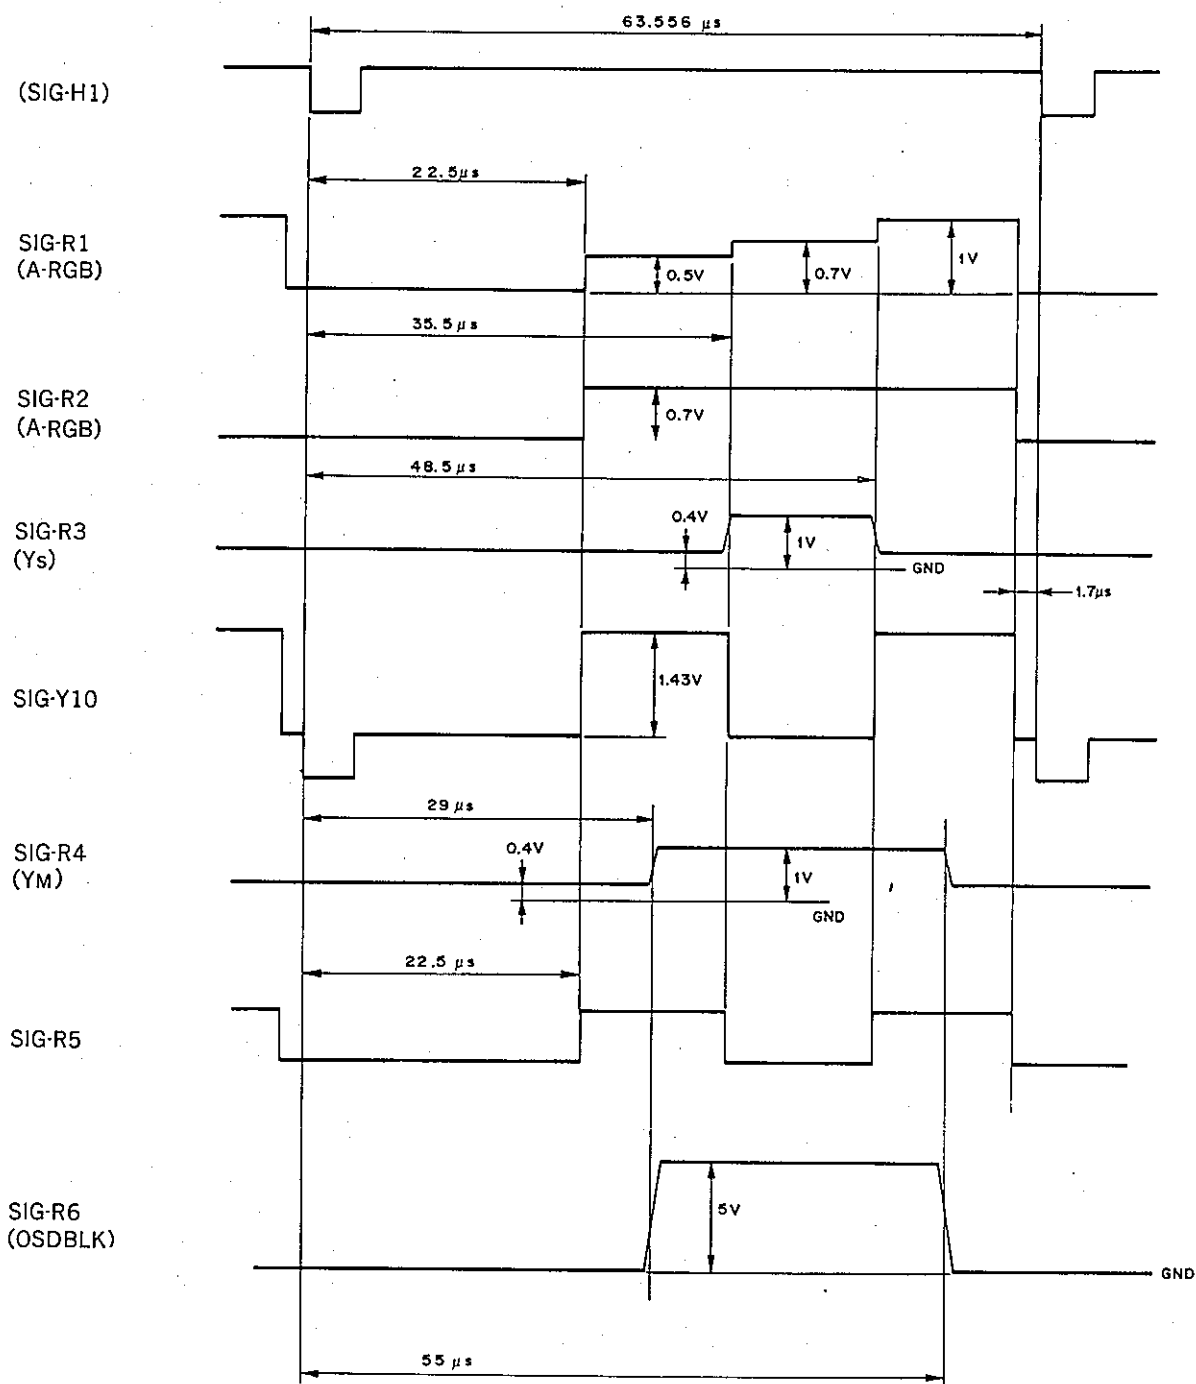 63.556 μs
(SIG·H1)
22.5μs
SIG·R1
(A·RGB)
0.5V
0.7V
1V
35.5 μs
SIG·R2
(A·RGB)
0.7V
48.5 μs
SIG·R3
(Ys)
0.4V
1V
GND
1.7μs
SIG·Y10
1.43V
29 μs
SIG·R4
(YM)
0.4V
1V
GND
22.5 μs
SIG·R5
SIG·R6
(OSDBLK)
5V
GND
55 μs